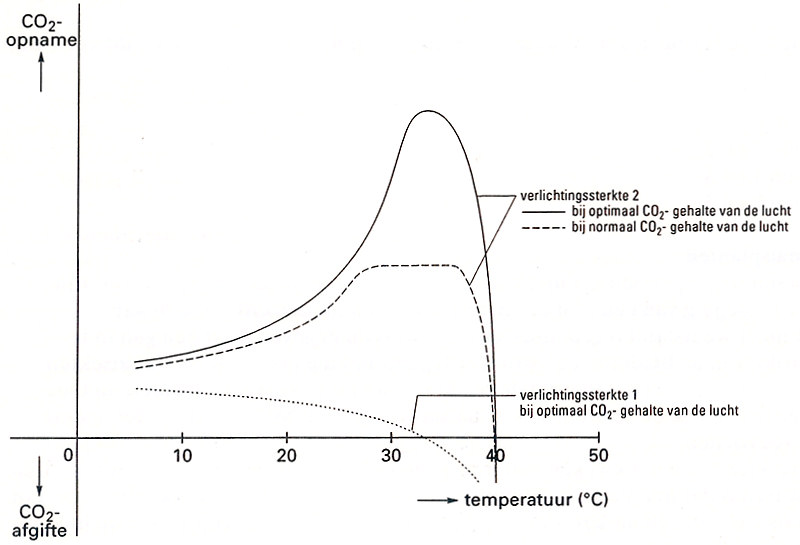 CO₂-
opname
verlichtingssterkte 2
bij optimaal CO₂- gehalte van de lucht
bij normaal CO₂- gehalte van de lucht
verlichtingssterkte 1
bij optimaal CO₂- gehalte van de lucht
0 10 20 30 40 50
temperatuur (°C)
CO₂-
afgifte